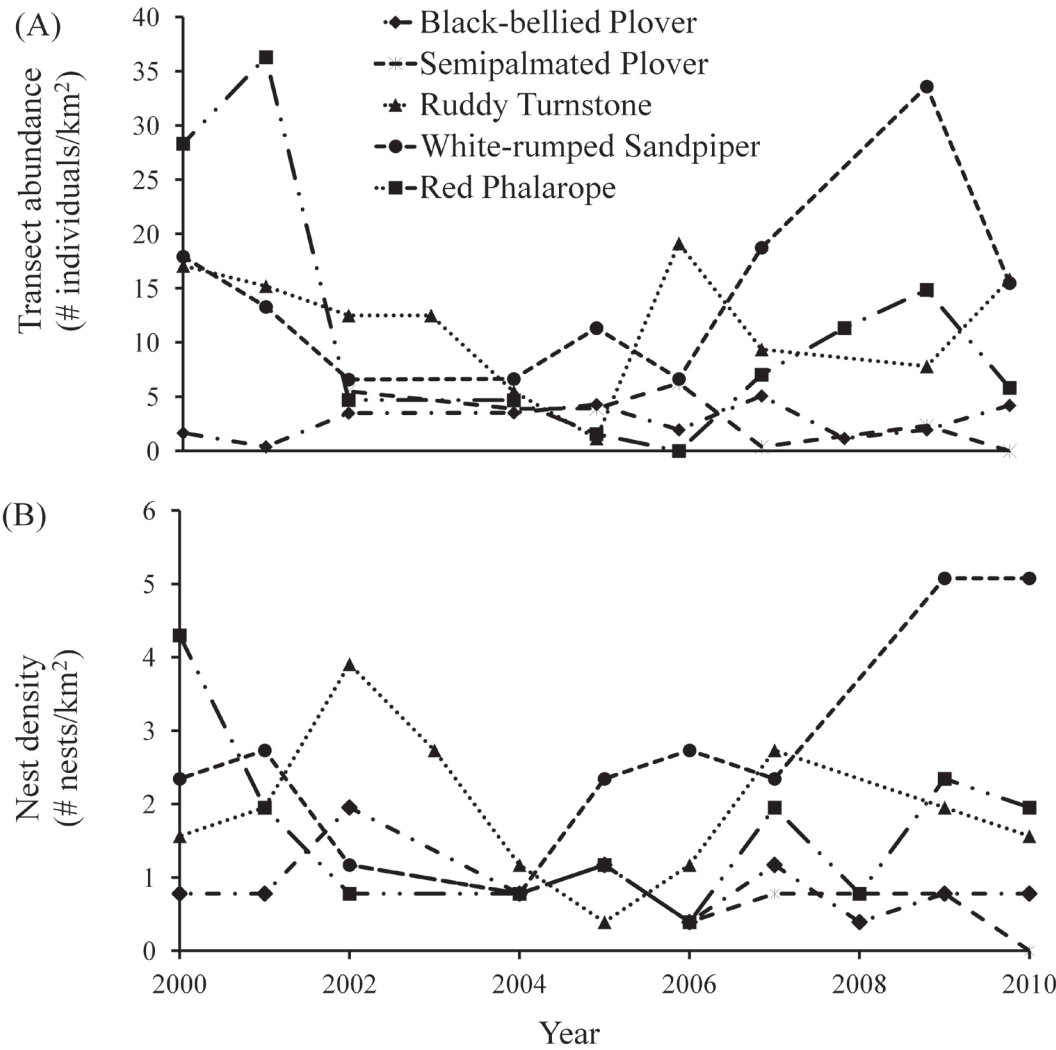 (A)
Transect abundance
(# individuals/km²)
40
35
30
25
20
15
10
5
0
Black-bellied Plover
Semipalmated Plover
Ruddy Turnstone
White-rumped Sandpiper
Red Phalarope
(B)
Nest density
(# nests/km²)
6
5
4
3
2
1
0
2000 2002 2004 2006 2008 2010
Year